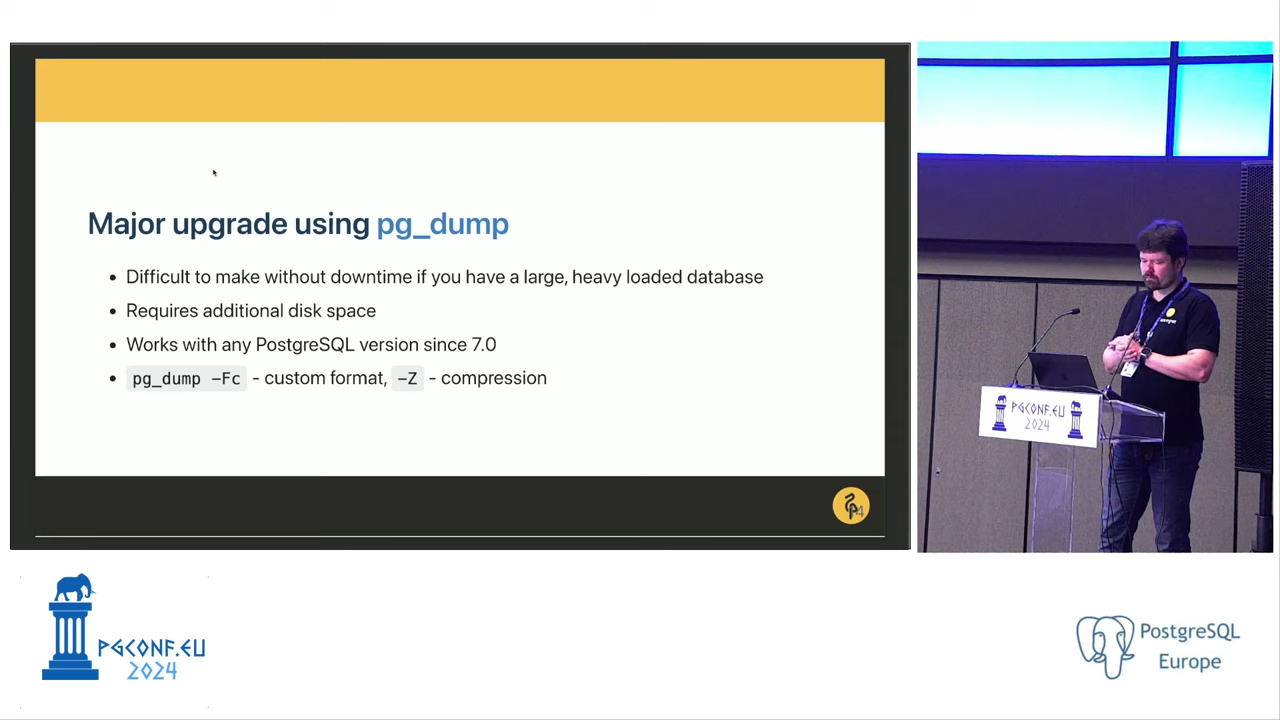 Major upgrade using pg_dump
• Difficult to make without downtime if you have a large, heavy loaded database
• Requires additional disk space
• Works with any PostgreSQL version since 7.0
• pg_dump -Fc - custom format, -Z - compression
PGCONF.EU
2024
PGCONF.EU
2024
PostgreSQL
Europe